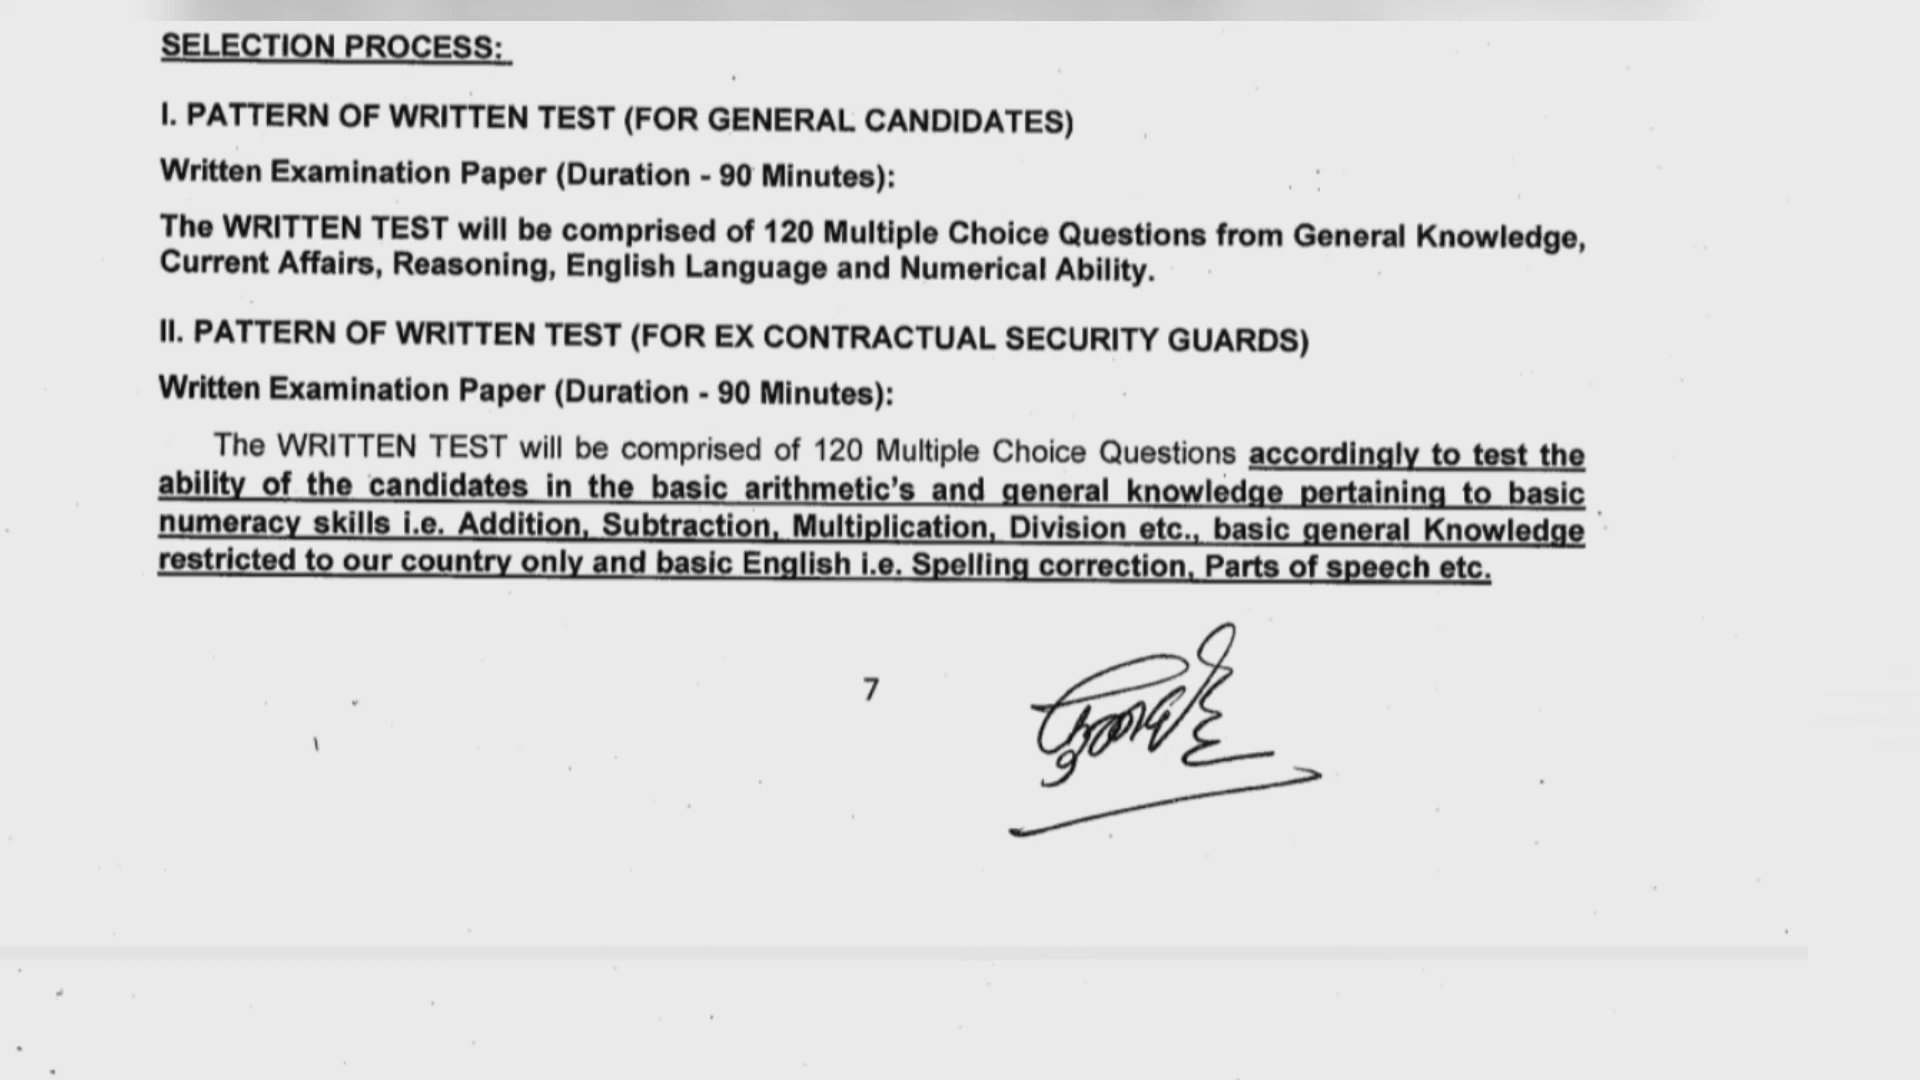 SELECTION PROCESS:
I. PATTERN OF WRITTEN TEST (FOR GENERAL CANDIDATES)
Written Examination Paper (Duration - 90 Minutes):
The WRITTEN TEST will be comprised of 120 Multiple Choice Questions from General Knowledge,
Current Affairs, Reasoning, English Language and Numerical Ability.
II. PATTERN OF WRITTEN TEST (FOR EX CONTRACTUAL SECURITY GUARDS)
Written Examination Paper (Duration - 90 Minutes):
The WRITTEN TEST will be comprised of 120 Multiple Choice Questions accordingly to test the
ability of the candidates in the basic arithmetic's and general knowledge pertaining to basic
numeracy skills i.e. Addition, Subtraction, Multiplication, Division etc., basic general Knowledge
restricted to our country only and basic English i.e. Spelling correction, Parts of speech etc.
7